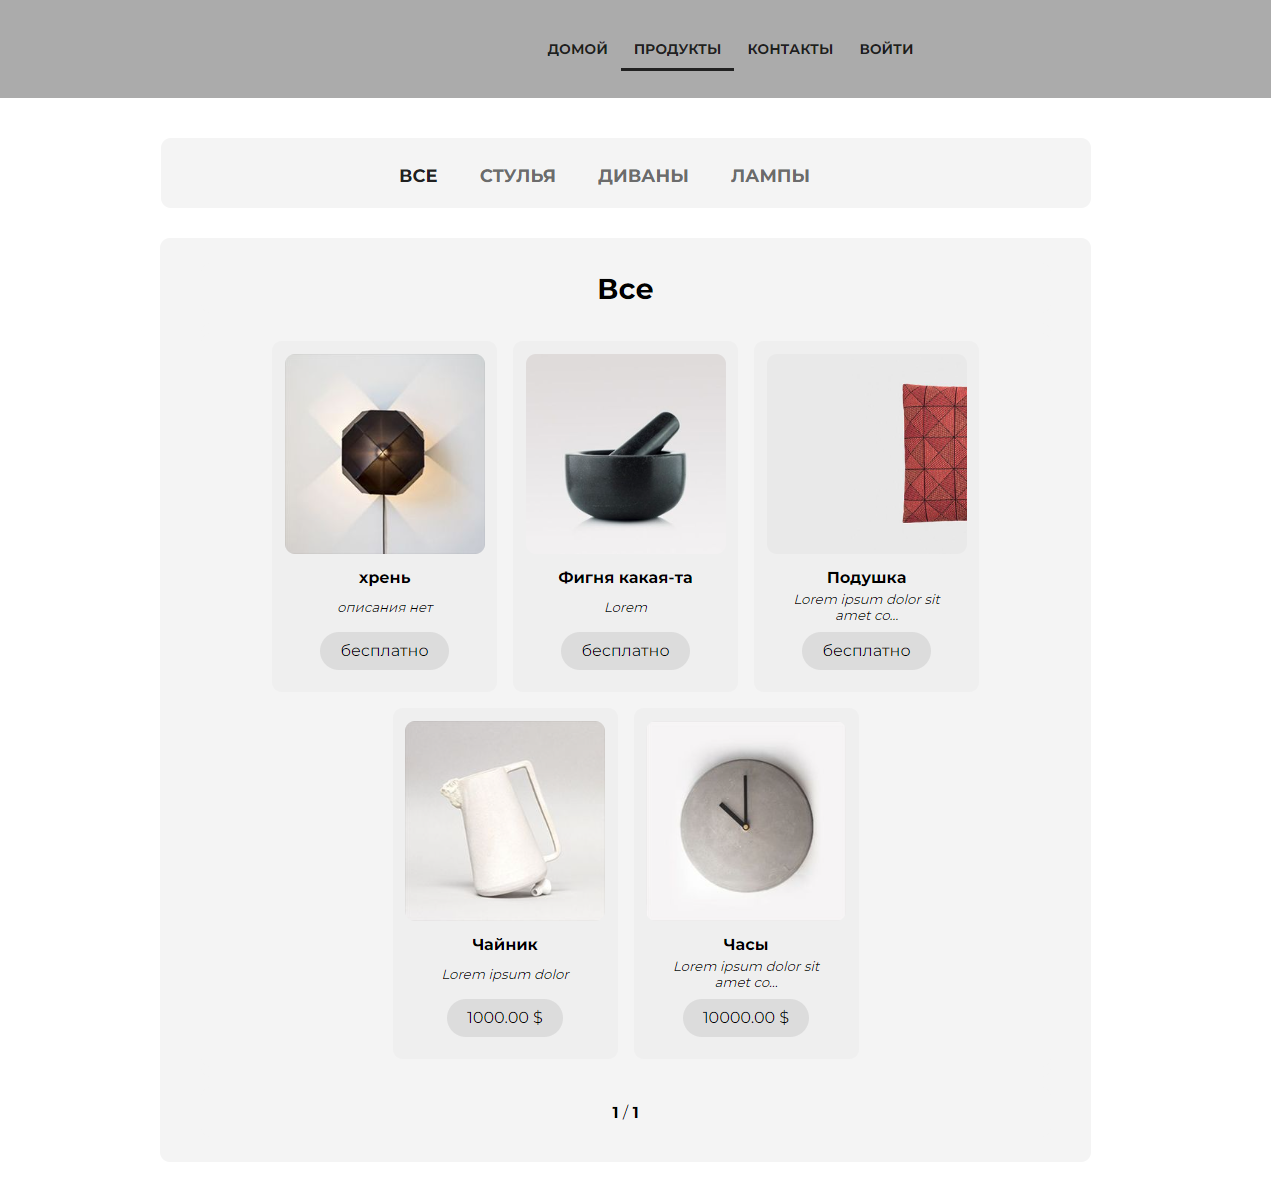 ДОМОЙ ПРОДУКТЫ КОНТАКТЫ ВОЙТИ
ВСЕ СТУЛЬЯ ДИВАНЫ ЛАМПЫ
Все
хрень
описания нет
бесплатно
Фигня какая-та
Lorem
бесплатно
Подушка
Lorem ipsum dolor sit
amet co...
бесплатно
Чайник
Lorem ipsum dolor
1000.00 $
Часы
Lorem ipsum dolor sit
amet co...
10000.00 $
1 / 1